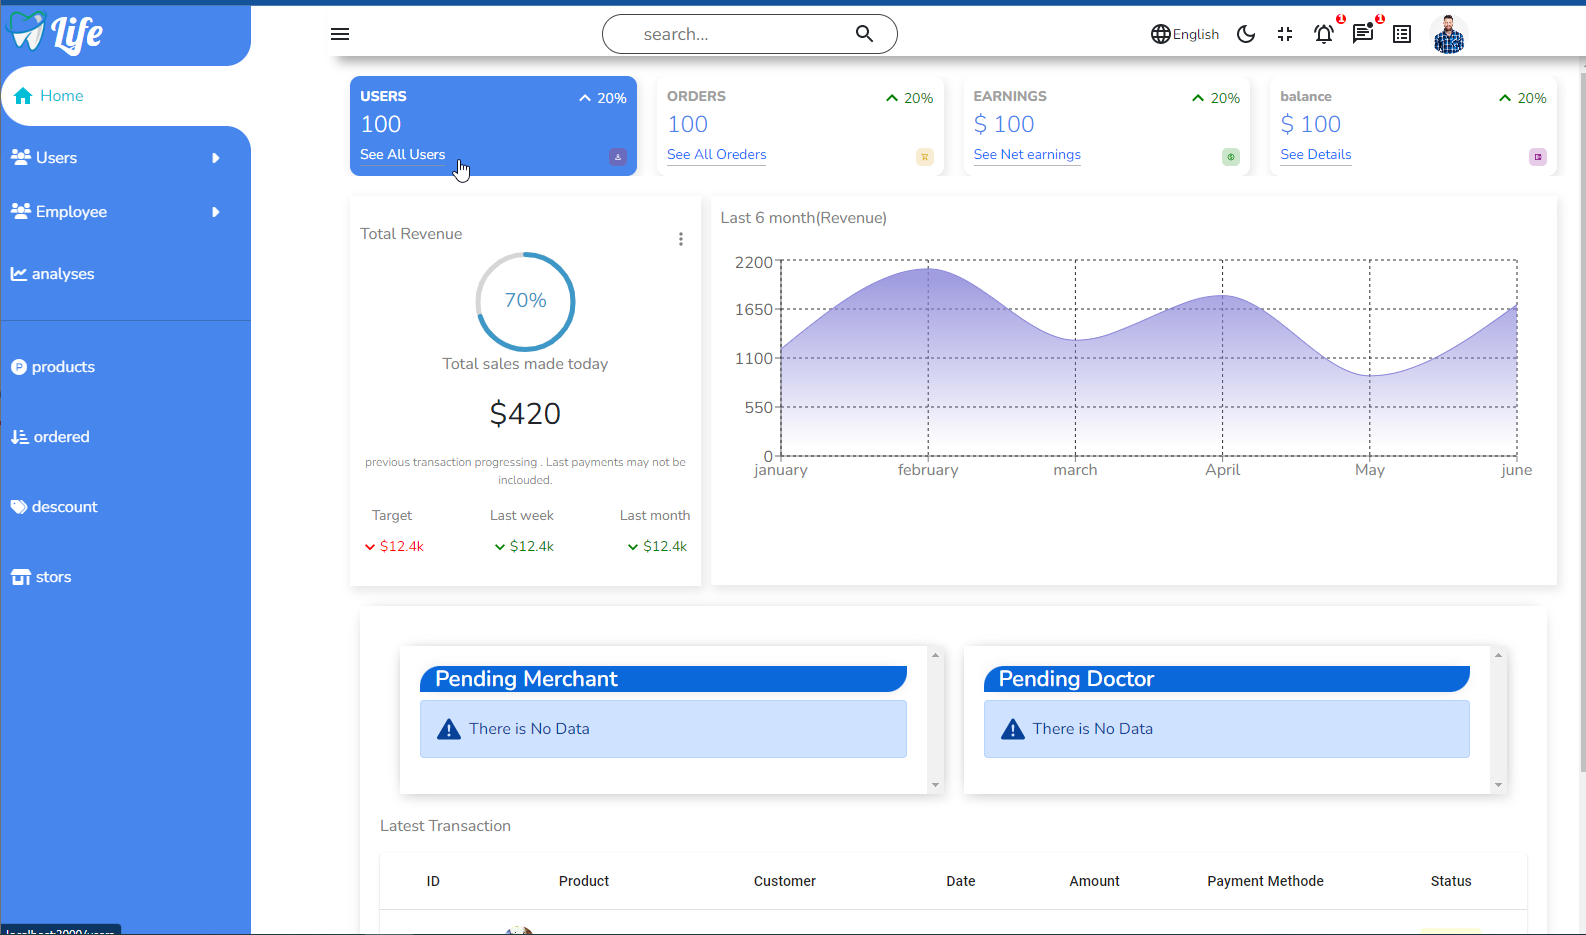 Life
search...
English
1
1
Home
Users
Employee
analyses
products
P
ordered
descount
stors
USERS
20%
100
See All Users
ORDERS
20%
100
See All Oreders
EARNINGS
20%
$ 100
See Net earnings
balance
20%
$ 100
See Details
Total Revenue
70%
Total sales made today
$420
previous transaction progressing . Last payments may not be
inclouded.
Target
Last week
Last month
$12.4k
$12.4k
$12.4k
Last 6 month(Revenue)
2200
1650
1100
550
0
january
february
march
April
May
june
Pending Merchant
There is No Data
Pending Doctor
There is No Data
Latest Transaction
ID
Product
Customer
Date
Amount
Payment Methode
Status